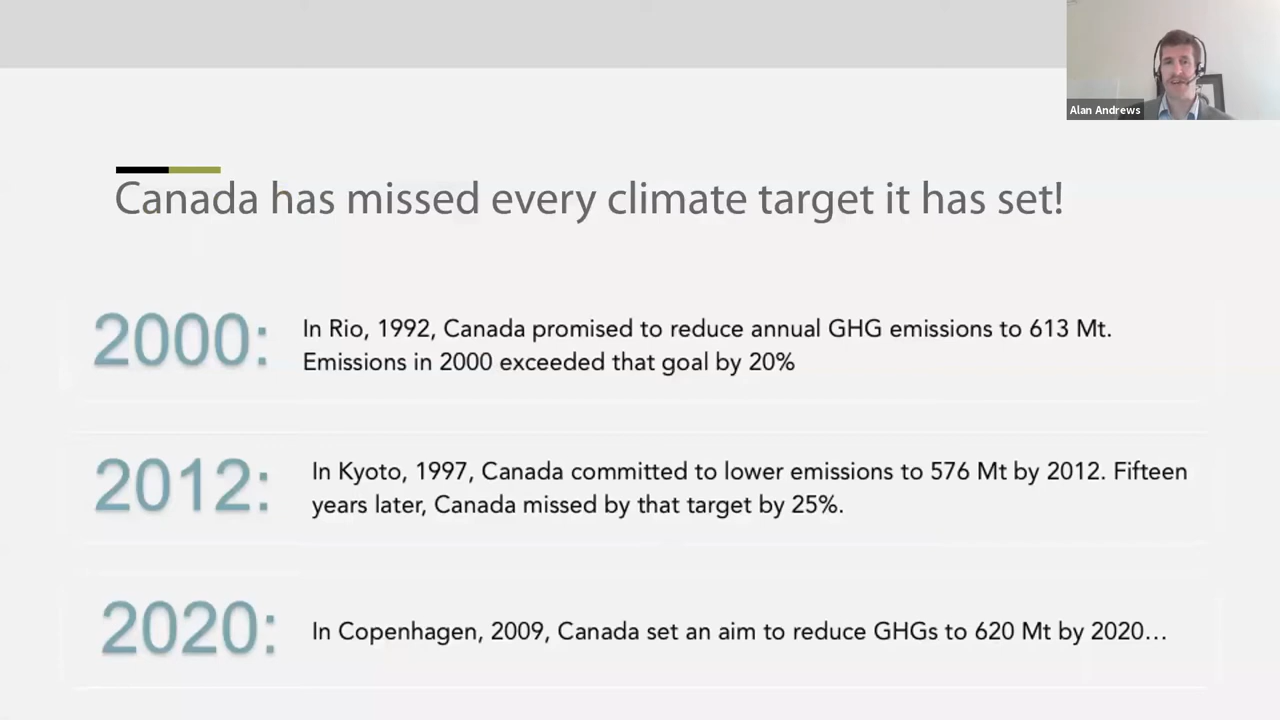 Alan Andrews
Canada has missed every climate target it has set!
2000:
In Rio, 1992, Canada promised to reduce annual GHG emissions to 613 Mt.
Emissions in 2000 exceeded that goal by 20%
2012:
In Kyoto, 1997, Canada committed to lower emissions to 576 Mt by 2012. Fifteen
years later, Canada missed by that target by 25%.
2020:
In Copenhagen, 2009, Canada set an aim to reduce GHGs to 620 Mt by 2020…